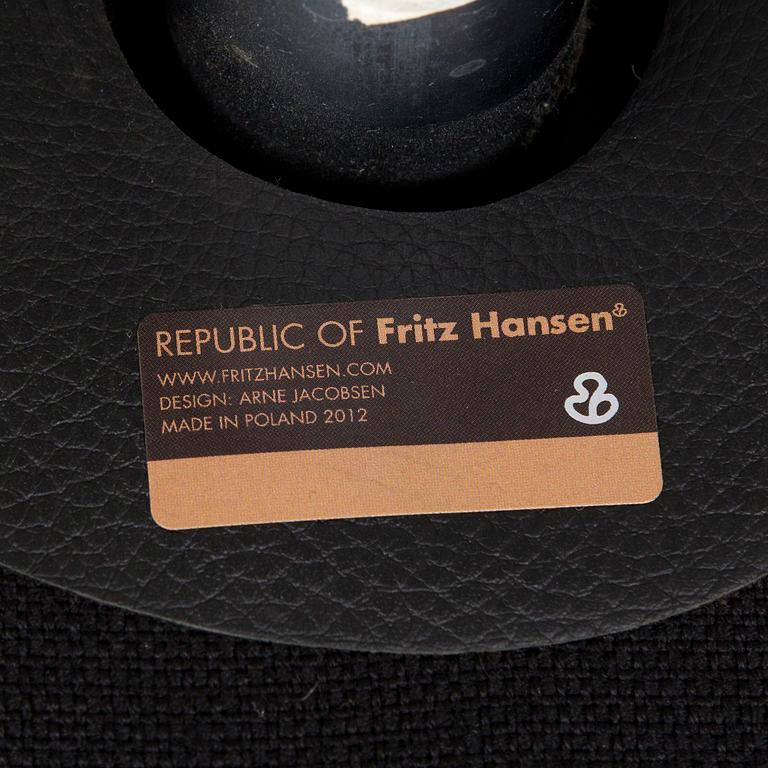 REPUBLIC OF Fritz Hansen
WWW.FRITZHANSEN.COM
DESIGN: ARNE JACOBSEN
MADE IN POLAND 2012